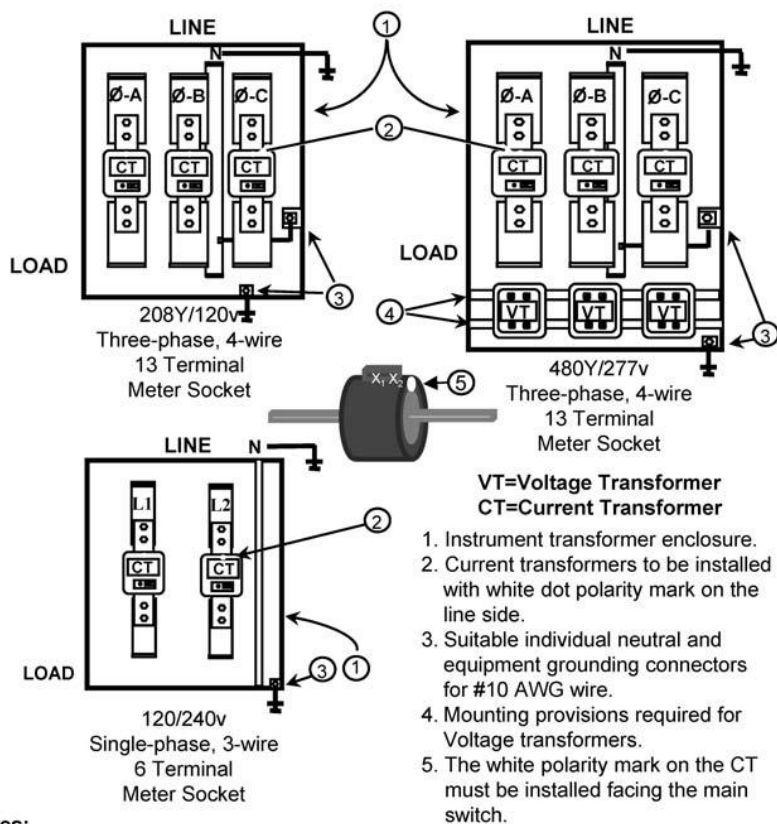 LINE
N
Ø-A Ø-B Ø-C
CT CT CT
LOAD
208Y/120v
Three-phase, 4-wire
13 Terminal
Meter Socket
1
2
3
LINE
N
Ø-A Ø-B Ø-C
CT CT CT
LOAD
4
VT VT VT
3
480Y/277v
Three-phase, 4-wire
13 Terminal
Meter Socket
X1 X2
5
LINE N
L1 L2
CT CT
2
LOAD
3 1
120/240v
Single-phase, 3-wire
6 Terminal
Meter Socket
VT=Voltage Transformer
CT=Current Transformer
1. Instrument transformer enclosure.
2. Current transformers to be installed
with white dot polarity mark on the
line side.
3. Suitable individual neutral and
equipment grounding connectors
for #10 AWG wire.
4. Mounting provisions required for
Voltage transformers.
5. The white polarity mark on the CT
must be installed facing the main
switch.